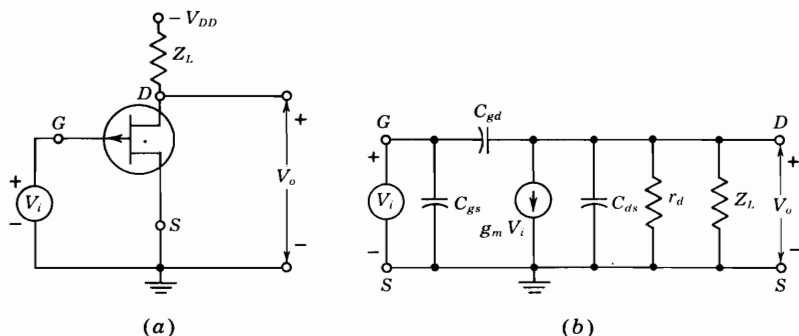 − V_DD
Z_L
D
G
+
V_i
−
S
+
V_o
−
(a)
G
C_gd
D
+
V_i
−
C_gs
g_m V_i
C_ds
r_d
Z_L
+
V_o
−
S
S
(b)